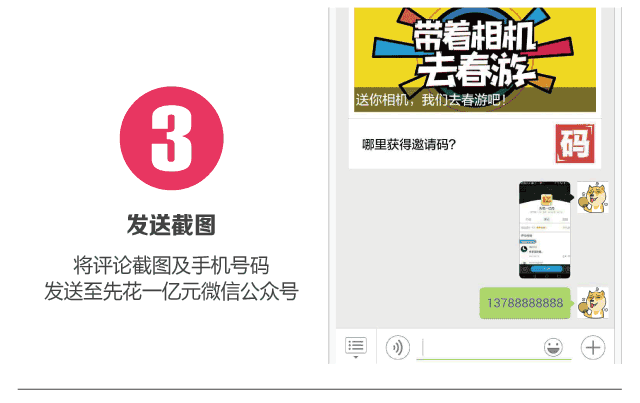 3
发送截图
将评论截图及手机号码
发送至先花一亿元微信公众号
带着相机
去春游
送你相机，我们去春游吧！
哪里获得邀请码？
码
13788888888